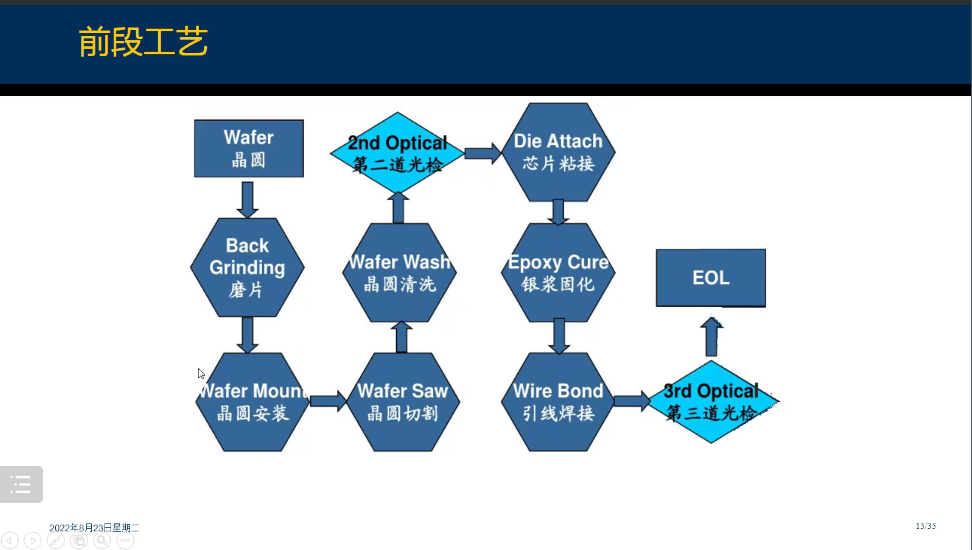 前段工艺
Wafer
晶圆
Back
Grinding
磨片
Wafer Mount
晶圆安装
Wafer Saw
晶圆切割
Wafer Wash
晶圆清洗
2nd Optical
第二道光检
Die Attach
芯片粘接
Epoxy Cure
银浆固化
Wire Bond
引线焊接
3rd Optical
第三道光检
EOL
2022年8月23日星期二
15/35